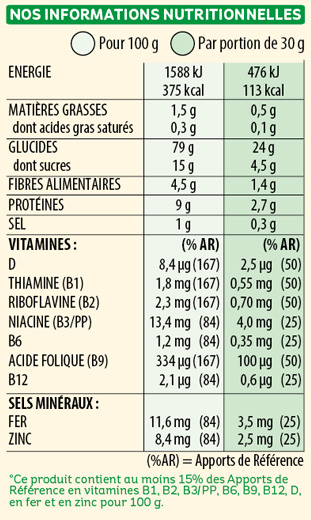 NOS INFORMATIONS NUTRITIONNELLES
Pour 100 g Par portion de 30 g
ENERGIE 1588 kJ 476 kJ
375 kcal 113 kcal
MATIÈRES GRASSES 1,5 g 0,5 g
dont acides gras saturés 0,3 g 0,1 g
GLUCIDES 79 g 24 g
dont sucres 15 g 4,5 g
FIBRES ALIMENTAIRES 4,5 g 1,4 g
PROTÉINES 9 g 2,7 g
SEL 1 g 0,3 g
VITAMINES : (% AR) (% AR)
D 8,4 µg (167) 2,5 µg (50)
THIAMINE (B1) 1,8 mg (167) 0,55 mg (50)
RIBOFLAVINE (B2) 2,3 mg (167) 0,70 mg (50)
NIACINE (B3/PP) 13,4 mg (84) 4,0 mg (25)
B6 1,2 mg (84) 0,35 mg (25)
ACIDE FOLIQUE (B9) 334 µg (167) 100 µg (50)
B12 2,1 µg (84) 0,6 µg (25)
SELS MINÉRAUX :
FER 11,6 mg (84) 3,5 mg (25)
ZINC 8,4 mg (84) 2,5 mg (25)
(%AR) = Apports de Référence
*Ce produit contient au moins 15% des Apports de
Référence en vitamines B1, B2, B3/PP, B6, B9, B12, D,
en fer et en zinc pour 100 g.